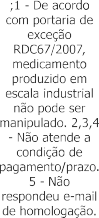 ;1 - De acordo
com portaria de
exceção
RDC67/2007,
medicamento
produzido em
escala industrial
não pode ser
manipulado. 2,3,4
- Não atende a
condição de
pagamento/prazo.
5 - Não
respondeu e-mail
de homologação.